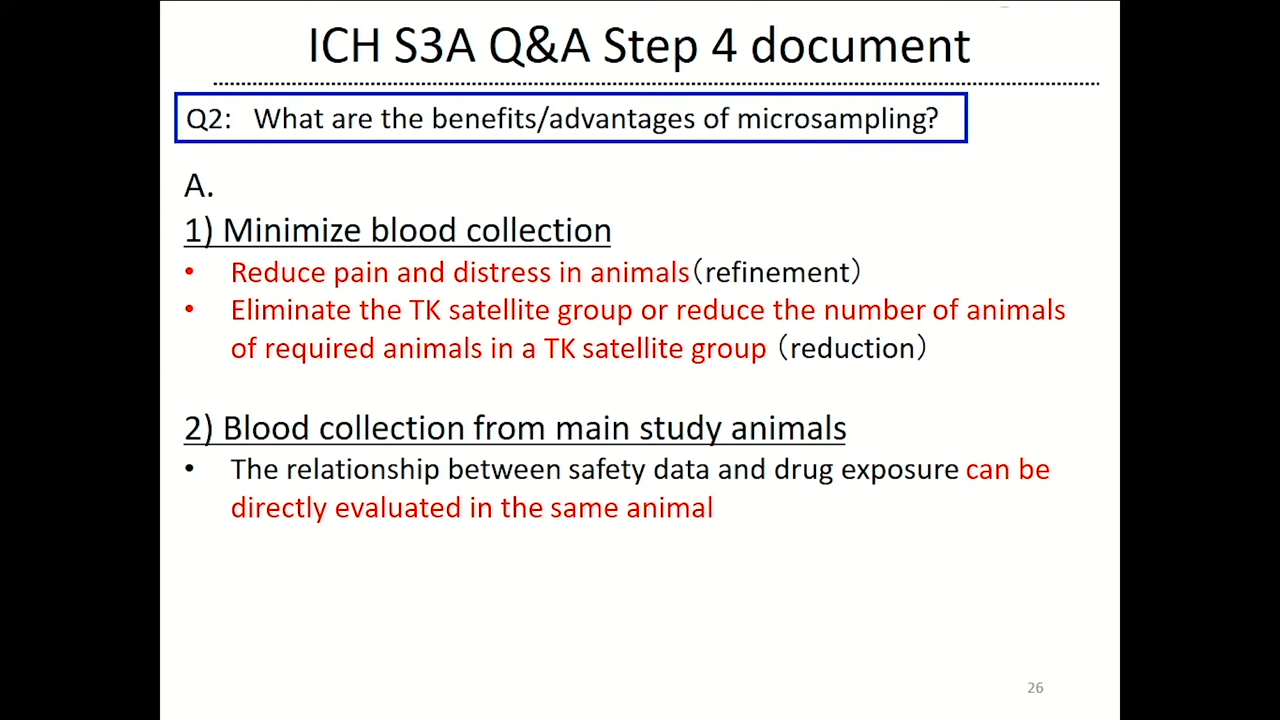 ICH S3A Q&A Step 4 document
Q2: What are the benefits/advantages of microsampling?
A.
1) Minimize blood collection
• Reduce pain and distress in animals（refinement）
• Eliminate the TK satellite group or reduce the number of animals
of required animals in a TK satellite group （reduction）
2) Blood collection from main study animals
• The relationship between safety data and drug exposure can be
directly evaluated in the same animal
26